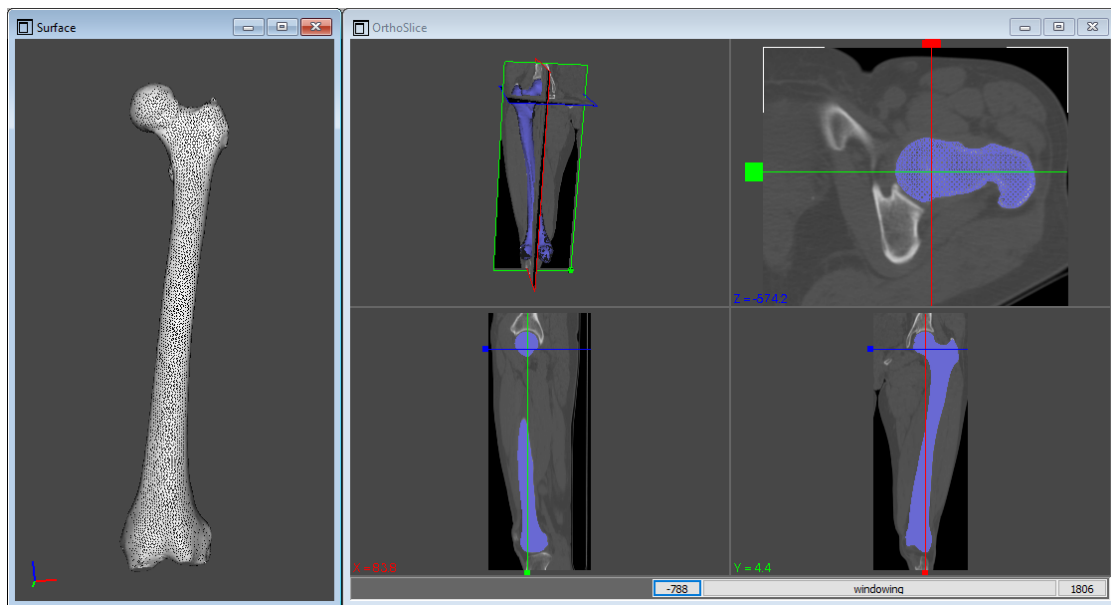 Surface
OrthoSlice
Z = -574.2
Y = 4.4
-788
windowing
1806